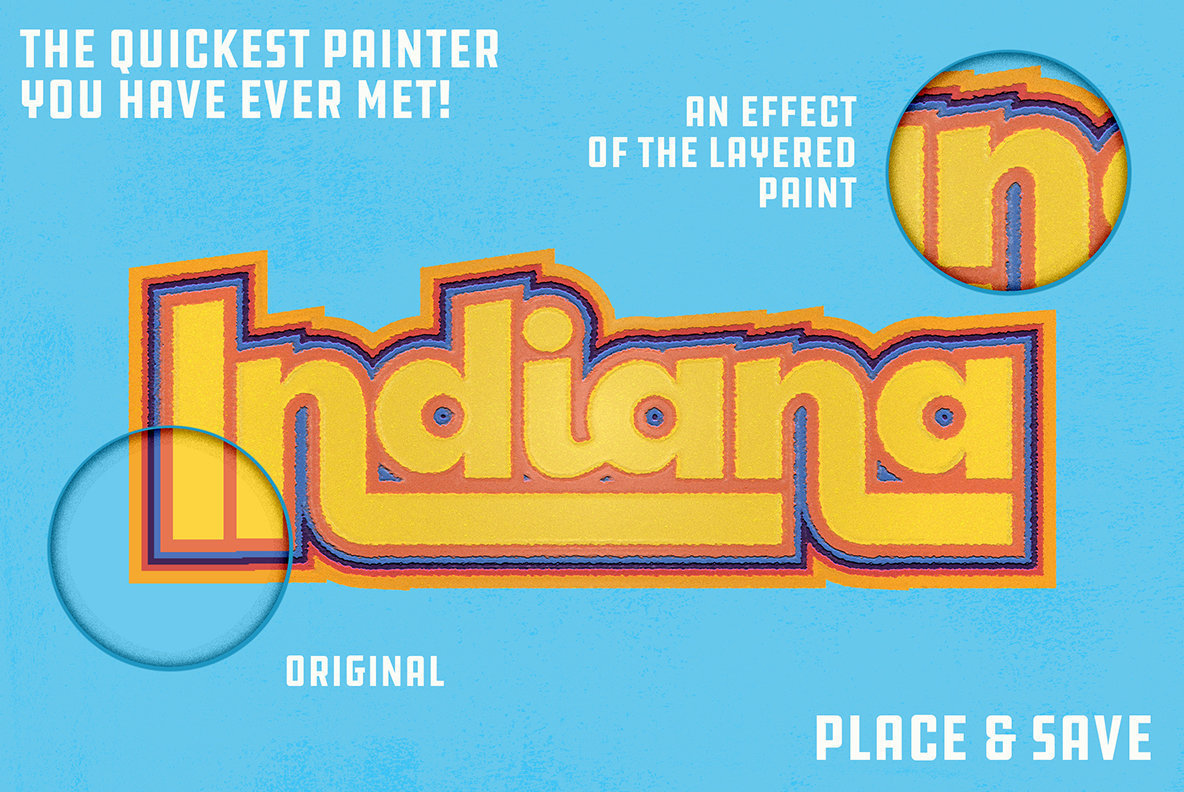 THE QUICKEST PAINTER
YOU HAVE EVER MET!
AN EFFECT
OF THE LAYERED
PAINT
Indiana
ORIGINAL
PLACE & SAVE